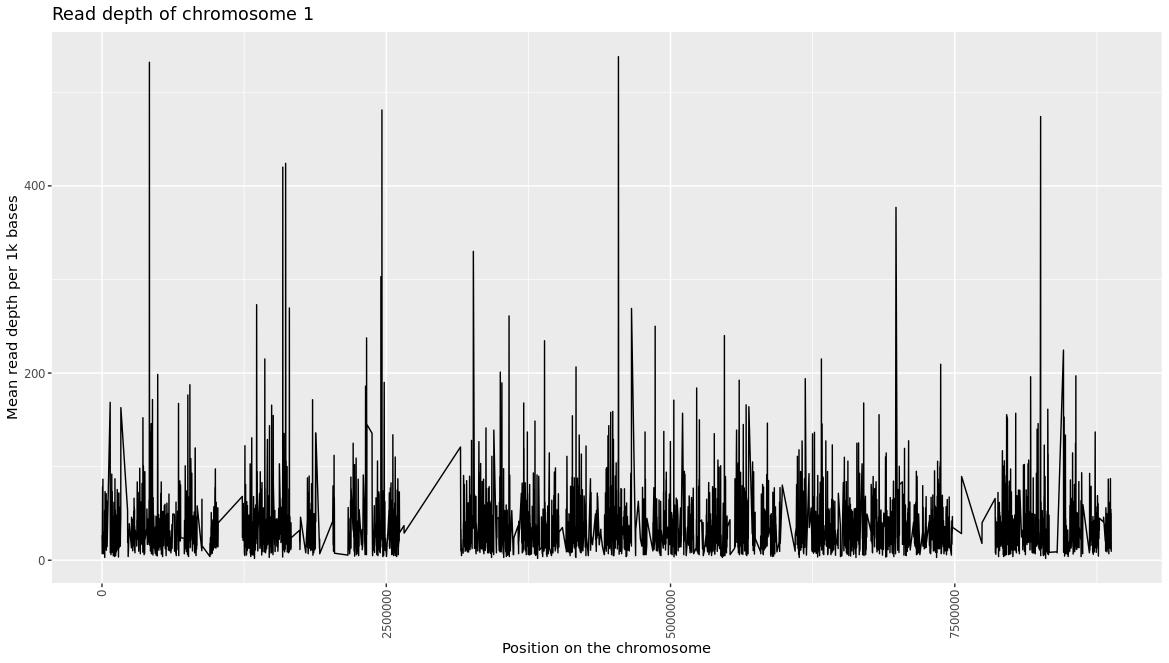 Read depth of chromosome 1
Mean read depth per 1k bases
400
200
0
0
2500000
5000000
7500000
Position on the chromosome